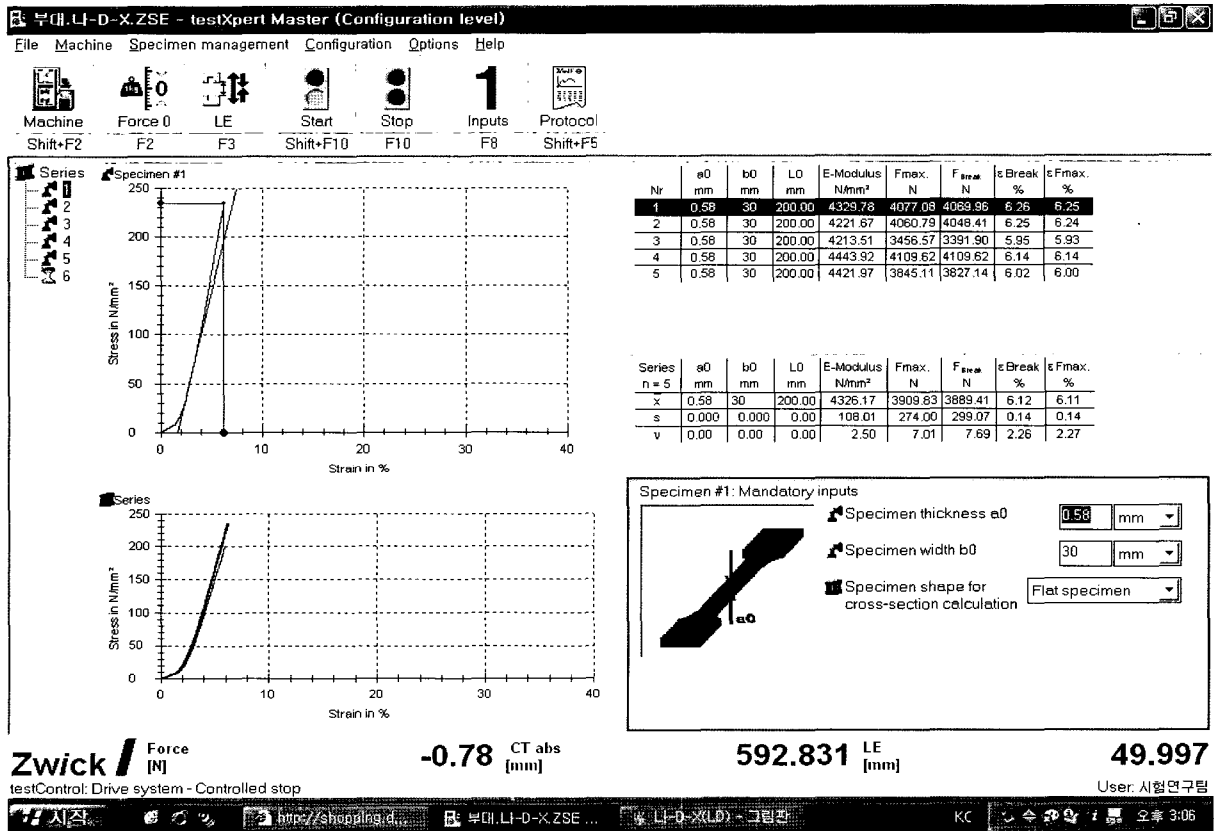 부대.나-D-X.ZSE - testXpert Master (Configuration level)
File Machine Specimen management Configuration Options Help
Machine Force 0 LE Start Stop Inputs Protocol
Shift+F2 F2 F3 Shift+F10 F10 F8 Shift+F5
Series
1
2
3
4
5
6
Specimen #1
250
200
150
100
50
0
Stress in N/mm²
0 10 20 30 40
Strain in %
Nr a0 b0 L0 E-Modulus Fmax. F Break ε Break ε Fmax.
mm mm mm N/mm² N N % %
1 0.58 30 200.00 4329.78 4077.08 4069.96 6.26 6.25
2 0.58 30 200.00 4221.67 4060.79 4048.41 6.25 6.24
3 0.58 30 200.00 4213.51 3456.57 3391.90 5.95 5.93
4 0.58 30 200.00 4443.92 4109.62 4109.62 6.14 6.14
5 0.58 30 200.00 4421.97 3845.11 3827.14 6.02 6.00
Series a0 b0 L0 E-Modulus Fmax. F Break ε Break ε Fmax.
n = 5 mm mm mm N/mm² N N % %
x̄ 0.58 30 200.00 4326.17 3909.83 3889.41 6.12 6.11
s 0.000 0.000 0.00 108.01 274.00 299.07 0.14 0.14
ν 0.00 0.00 0.00 2.50 7.01 7.69 2.26 2.27
Series
250
200
150
100
50
0
Stress in N/mm²
0 10 20 30 40
Strain in %
Specimen #1: Mandatory inputs
Specimen thickness a0 0.58 mm
Specimen width b0 30 mm
Specimen shape for Flat specimen
cross-section calculation
a0
Zwick Force [N] -0.78 CT abs [mm] 592.831 LE [mm] 49.997
testControl: Drive system - Controlled stop User: 시험연구팀
시작 http://shopping.d... 부대.나-D-X.ZSE ... 나-D-X(LD) - 그림판 KC 오후 3:06